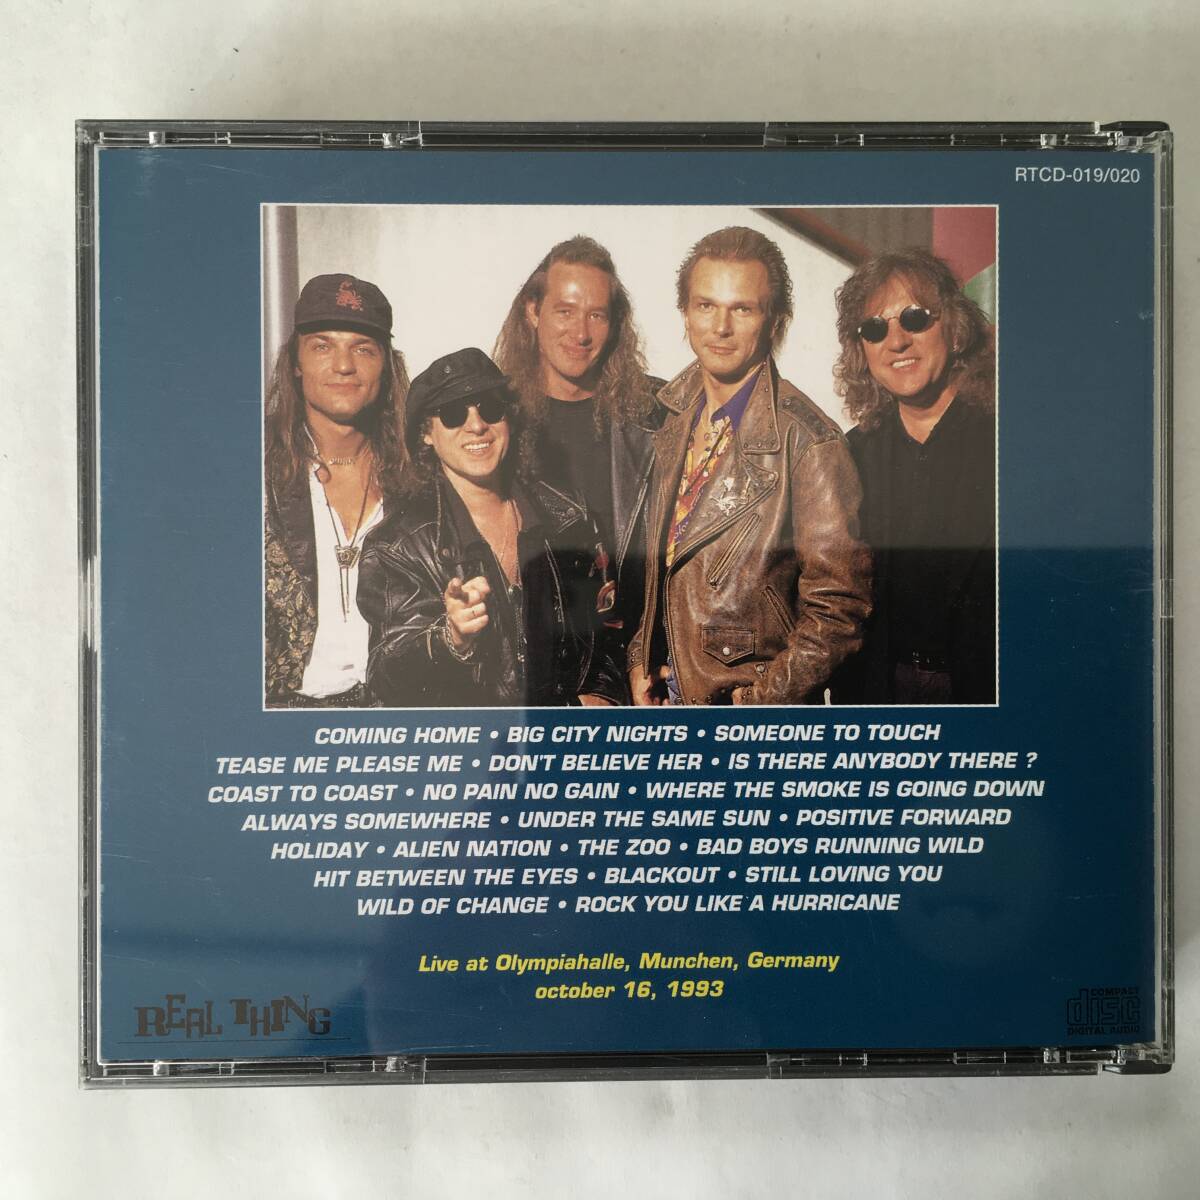 RTCD-019/020
COMING HOME • BIG CITY NIGHTS • SOMEONE TO TOUCH
TEASE ME PLEASE ME • DON'T BELIEVE HER • IS THERE ANYBODY THERE ?
COAST TO COAST • NO PAIN NO GAIN • WHERE THE SMOKE IS GOING DOWN
ALWAYS SOMEWHERE • UNDER THE SAME SUN • POSITIVE FORWARD
HOLIDAY • ALIEN NATION • THE ZOO • BAD BOYS RUNNING WILD
HIT BETWEEN THE EYES • BLACKOUT • STILL LOVING YOU
WILD OF CHANGE • ROCK YOU LIKE A HURRICANE
Live at Olympiahalle, Munchen, Germany
october 16, 1993
REAL THING
COMPACT
disc
DIGITAL AUDIO